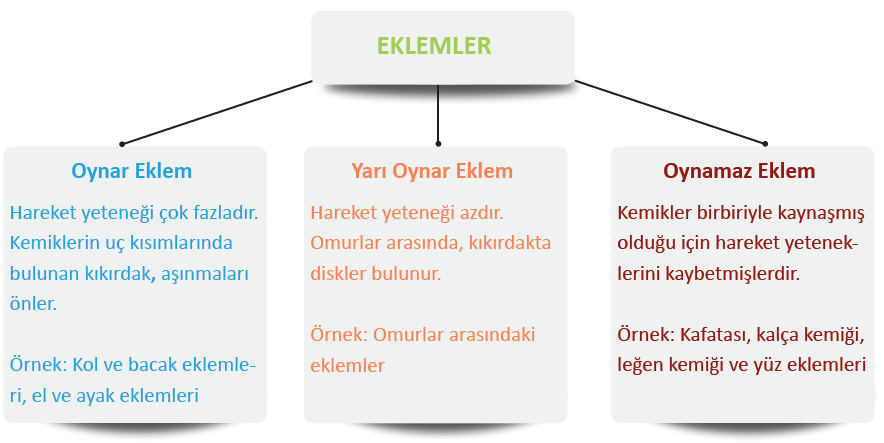 EKLEMLER
Oynar Eklem
Hareket yeteneği çok fazladır.
Kemiklerin uç kısımlarında
bulunan kıkırdak, aşınmaları
önler.
Örnek: Kol ve bacak eklemle-
ri, el ve ayak eklemleri
Yarı Oynar Eklem
Hareket yeteneği azdır.
Omurlar arasında, kıkırdakta
diskler bulunur.
Örnek: Omurlar arasındaki
eklemler
Oynamaz Eklem
Kemikler birbiriyle kaynaşmış
olduğu için hareket yetenek-
lerini kaybetmişlerdir.
Örnek: Kafatası, kalça kemiği,
leğen kemiği ve yüz eklemleri